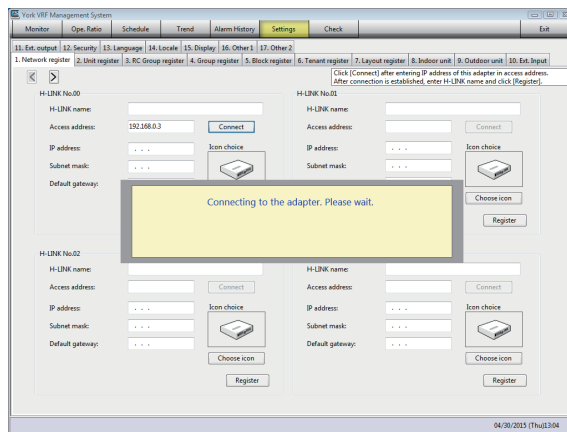 York VRF Management System
Monitor Ope. Ratio Schedule Trend Alarm History Settings Check Exit
11. Ext. output 12. Security 13. Language 14. Locale 15. Display 16. Other1 17. Other 2
1. Network register 2. Unit register 3. RC Group register 4. Group register 5. Block register 6. Tenant register 7. Layout register 8. Indoor unit 9. Outdoor unit 10. Ext. Input
< >
Click [Connect] after entering IP address of this adapter in access address.
After connection is established, enter H-LINK name and click [Register].
H-LINK No.00
H-LINK name:
Access address: 192.168.0.3 Connect
IP address: . . . Icon choice
Subnet mask: . . .
Default gateway:
H-LINK No.01
H-LINK name:
Access address: Connect
IP address: . . . Icon choice
Subnet mask: . . .
Choose icon
Register
Connecting to the adapter. Please wait.
H-LINK No.02
H-LINK name:
Access address: Connect
IP address: . . . Icon choice
Subnet mask: . . .
Default gateway: . . .
Choose icon
Register
H-LINK name:
Access address: Connect
IP address: . . . Icon choice
Subnet mask: . . .
Default gateway: . . .
Choose icon
Register
04/30/2015 (Thu)13:04